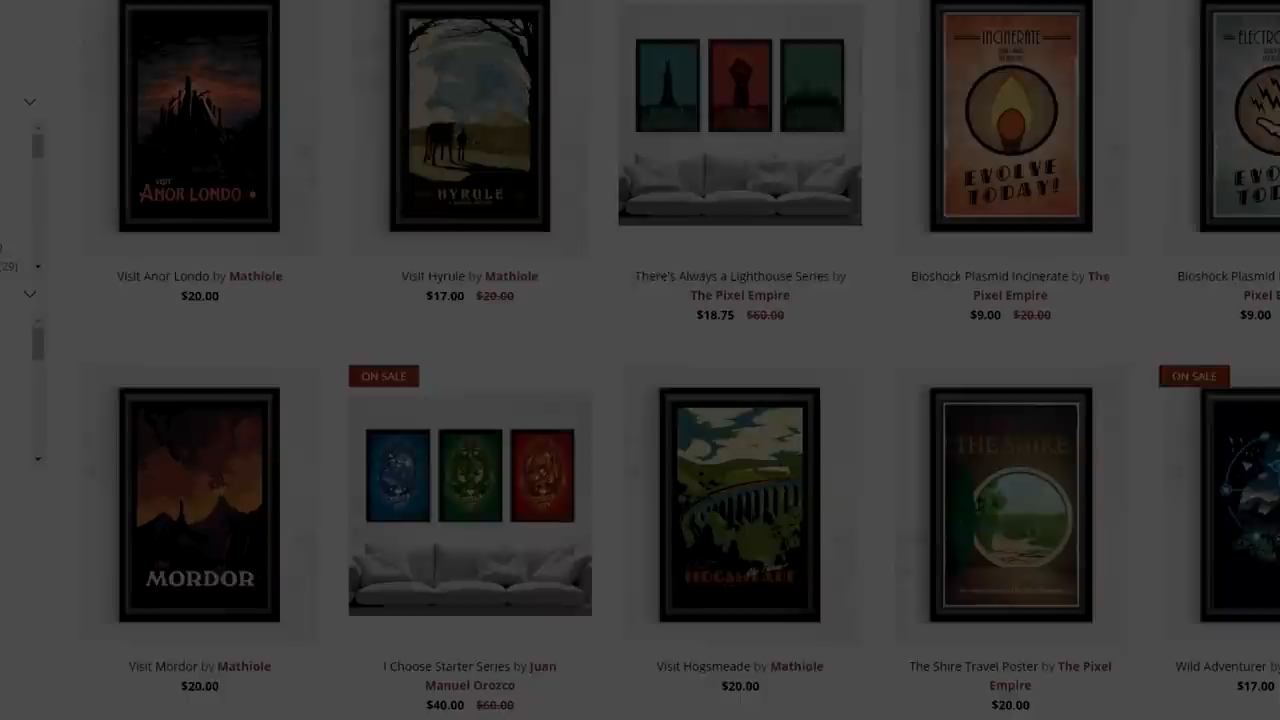 VISIT
ANOR LONDO
HYRULE
INCINERATE
EVOLVE
TODAY!
(29)
Visit Anor Londo by Mathiole
$20.00
Visit Hyrule by Mathiole
$17.00 $20.00
There's Always a Lighthouse Series by
The Pixel Empire
$18.75 $60.00
Bioshock Plasmid Incinerate by The
Pixel Empire
$9.00 $20.00
Bioshock Plasmid
Pixel
$9.00
ON SALE
ON SALE
MORDOR
HOGSMEADE
THE SHIRE
Visit Mordor by Mathiole
$20.00
I Choose Starter Series by Juan
Manuel Orozco
$40.00 $60.00
Visit Hogsmeade by Mathiole
$20.00
The Shire Travel Poster by The Pixel
Empire
$20.00
Wild Adventurer by
$17.00